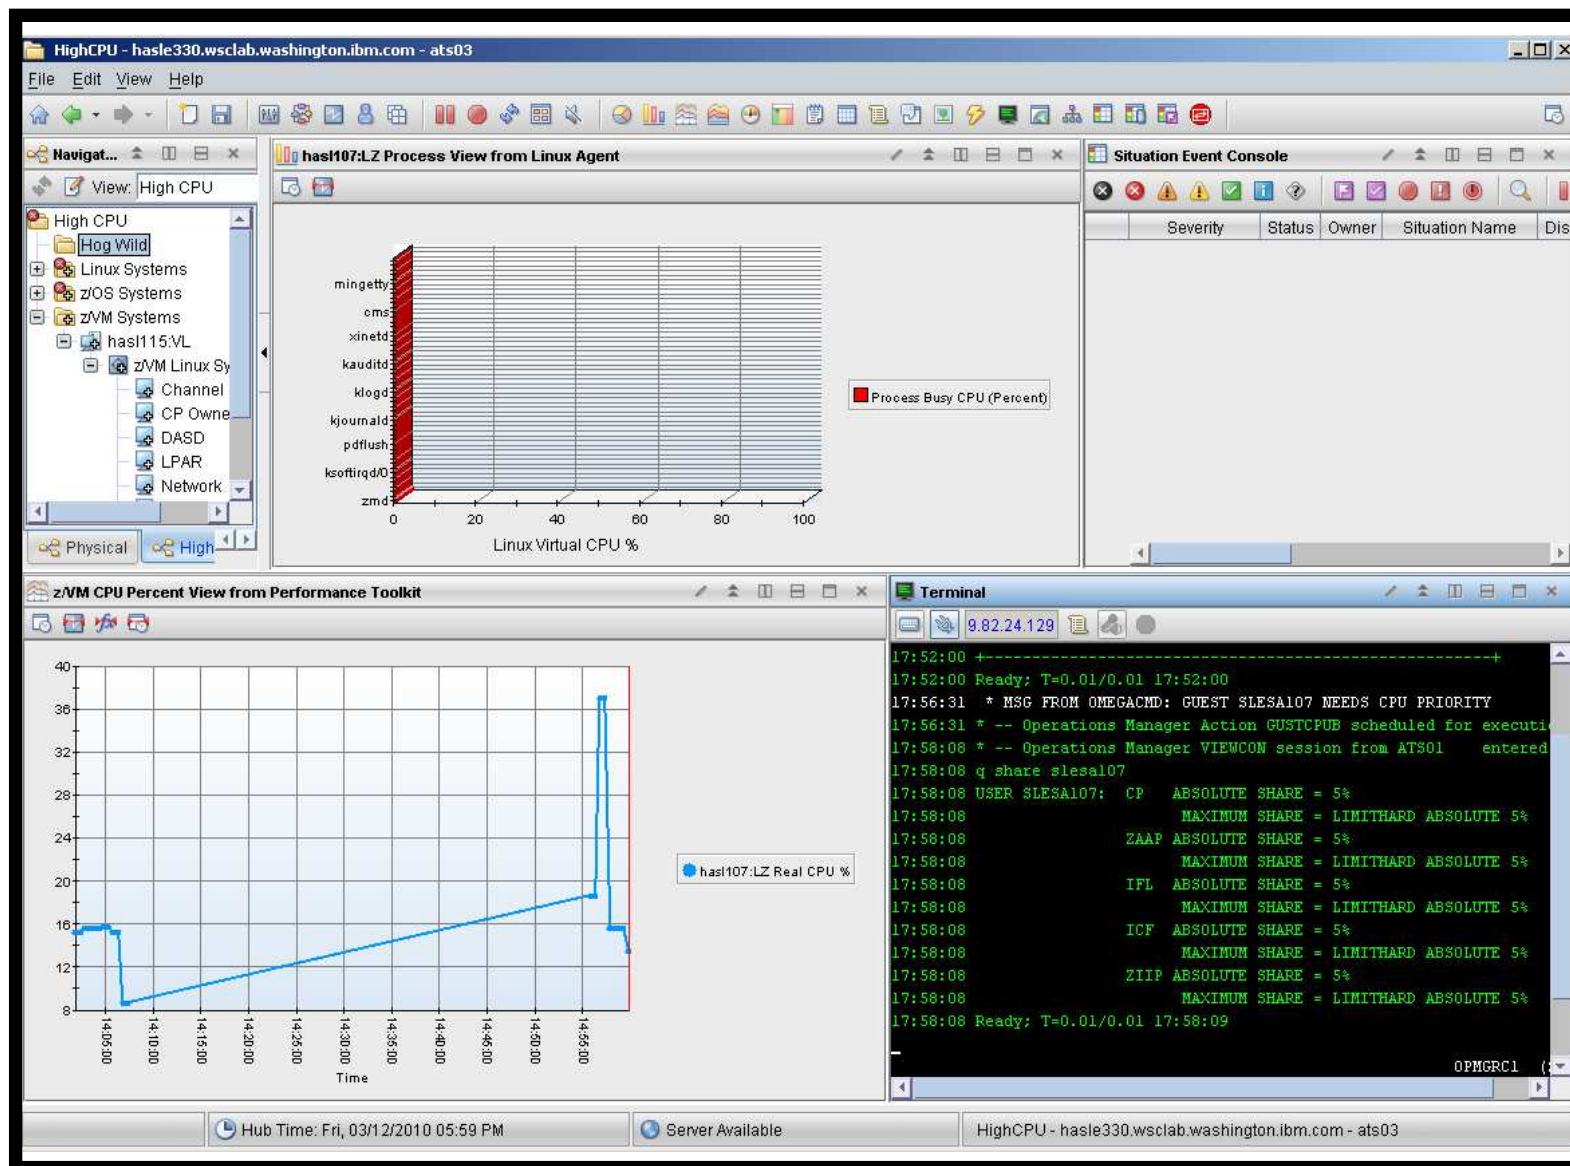 HighCPU - hasle330.wsclab.washington.ibm.com - ats03
File Edit View Help
Navigat...
View: High CPU
High CPU
Hog Wild
Linux Systems
z/OS Systems
z/VM Systems
hasl115:VL
z/VM Linux Sy
Channel
CP Owne
DASD
LPAR
Network
Physical
High
hasl107:LZ Process View from Linux Agent
mingetty
cms
xinetd
kauditd
klogd
kjournald
pdflush
ksoftirqd/0
zmd
0 20 40 60 80 100
Linux Virtual CPU %
Process Busy CPU (Percent)
Situation Event Console
Severity Status Owner Situation Name Dis
z/VM CPU Percent View from Performance Toolkit
40
36
32
28
24
20
16
12
8
14:05:00 14:10:00 14:15:00 14:20:00 14:25:00 14:30:00 14:35:00 14:40:00 14:45:00 14:50:00 14:55:00
Time
hasl107:LZ Real CPU %
Terminal
9.82.24.129
17:52:00 +------------------------------------------------------+
17:52:00 Ready; T=0.01/0.01 17:52:00
17:56:31 * MSG FROM OMEGACMD: GUEST SLESA107 NEEDS CPU PRIORITY
17:56:31 * -- Operations Manager Action GUSTCPUB scheduled for executi
17:58:08 * -- Operations Manager VIEWCON session from ATS01 entered
17:58:08 q share slesa107
17:58:08 USER SLESA107: CP ABSOLUTE SHARE = 5%
17:58:08 MAXIMUM SHARE = LIMITHARD ABSOLUTE 5%
17:58:08 ZAAP ABSOLUTE SHARE = 5%
17:58:08 MAXIMUM SHARE = LIMITHARD ABSOLUTE 5%
17:58:08 IFL ABSOLUTE SHARE = 5%
17:58:08 MAXIMUM SHARE = LIMITHARD ABSOLUTE 5%
17:58:08 ICF ABSOLUTE SHARE = 5%
17:58:08 MAXIMUM SHARE = LIMITHARD ABSOLUTE 5%
17:58:08 ZIIP ABSOLUTE SHARE = 5%
17:58:08 MAXIMUM SHARE = LIMITHARD ABSOLUTE 5%
17:58:08 Ready; T=0.01/0.01 17:58:09
OPMGRC1
Hub Time: Fri, 03/12/2010 05:59 PM
Server Available
HighCPU - hasle330.wsclab.washington.ibm.com - ats03